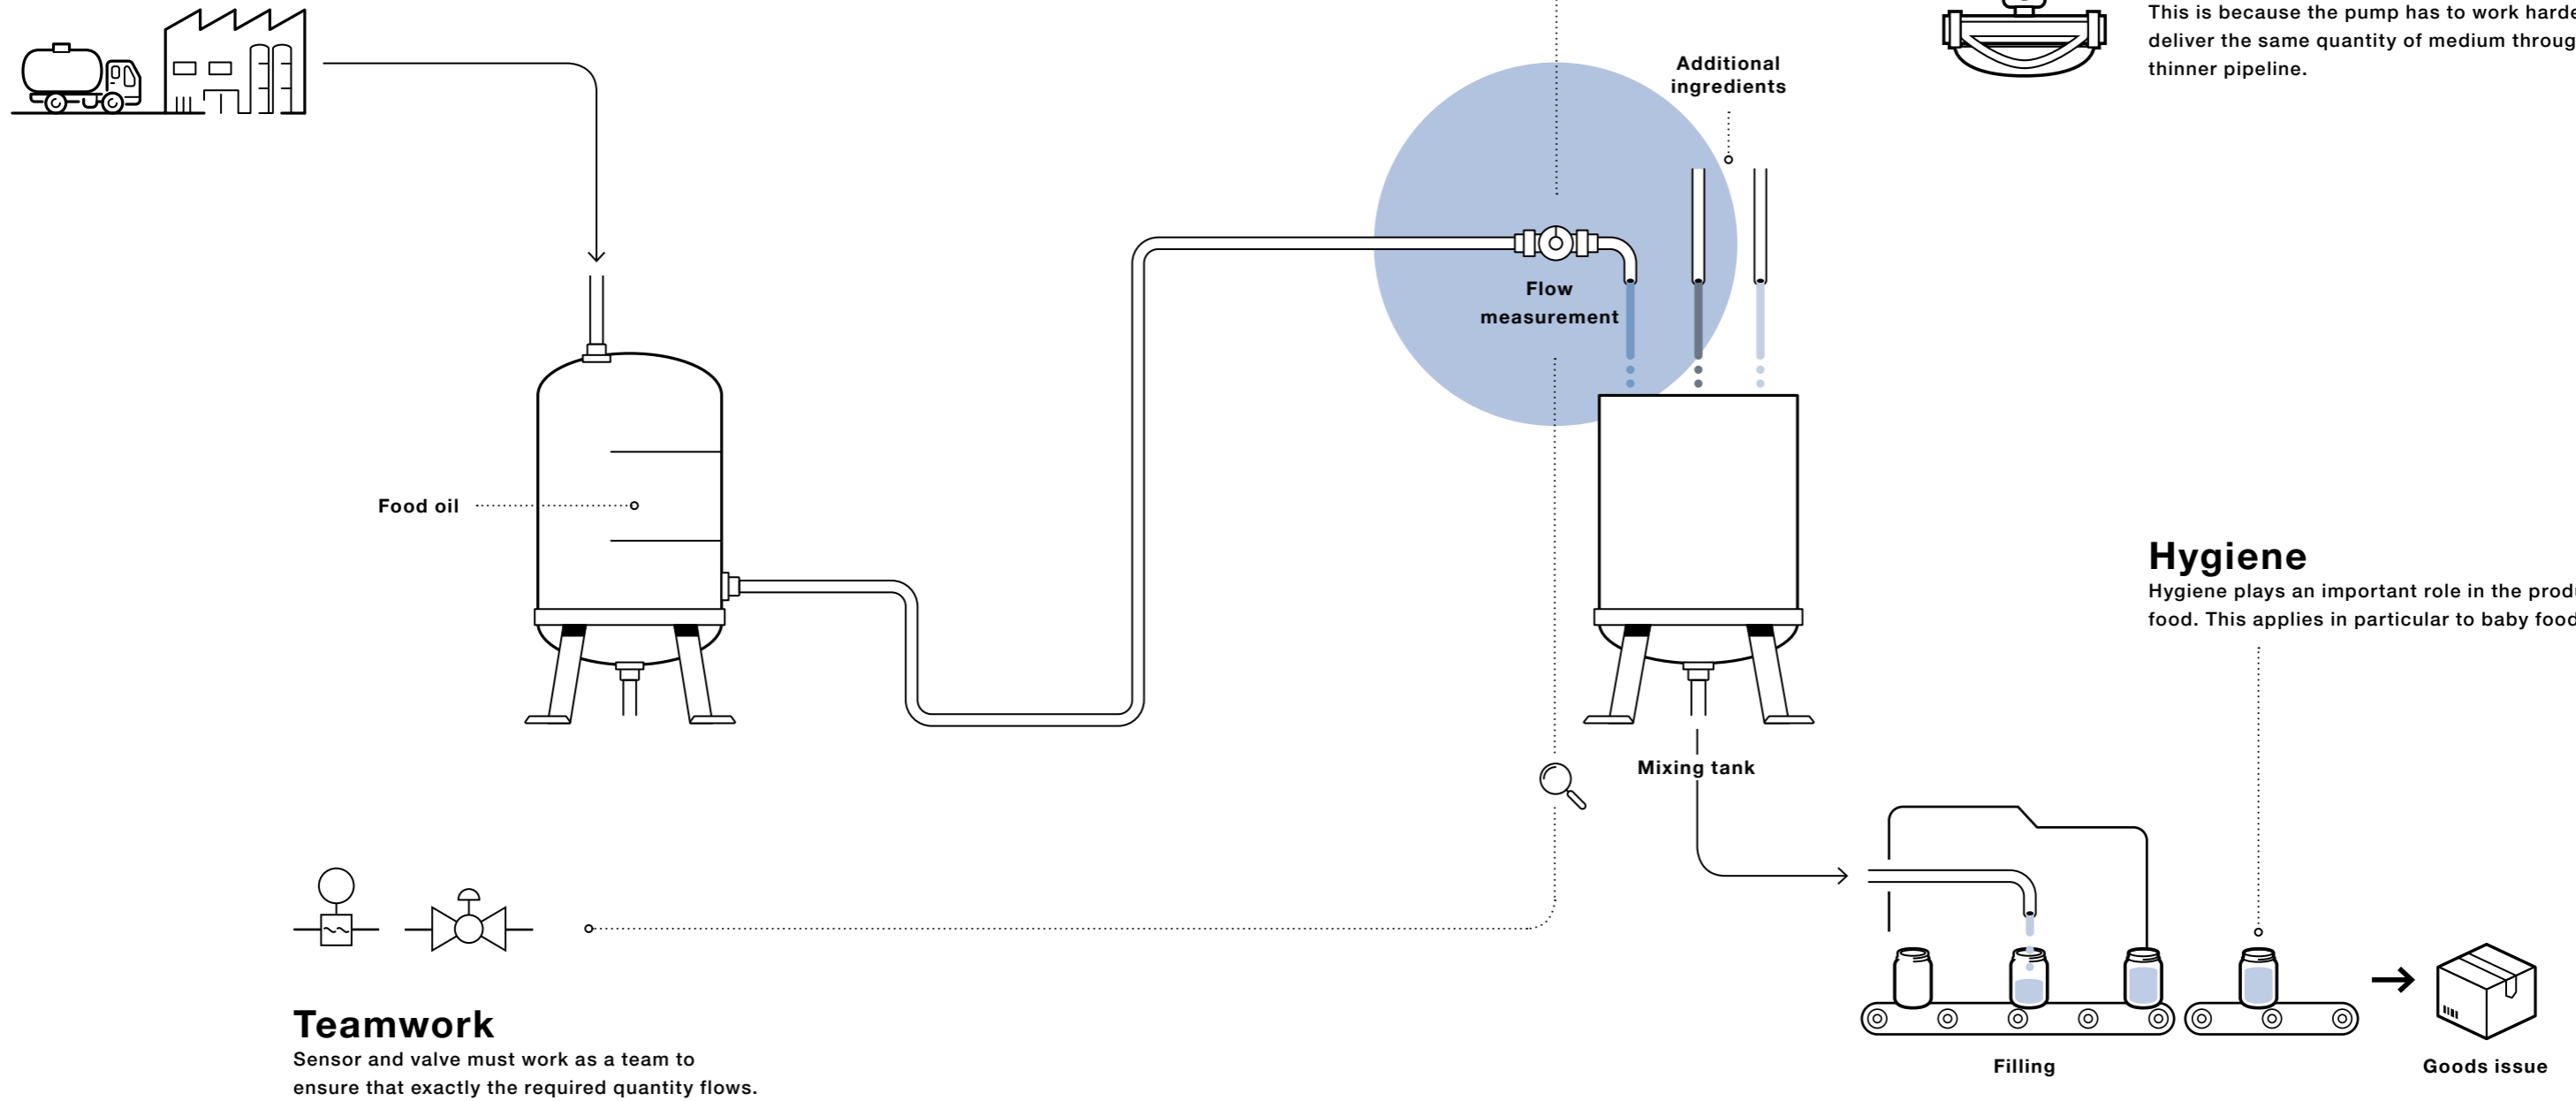 This is because the pump has to work harde
deliver the same quantity of medium throug
thinner pipeline.
Additional
ingredients
Flow
measurement
Food oil
Hygiene
Hygiene plays an important role in the produ
food. This applies in particular to baby food
Mixing tank
Teamwork
Sensor and valve must work as a team to
ensure that exactly the required quantity flows.
Filling
Goods issue